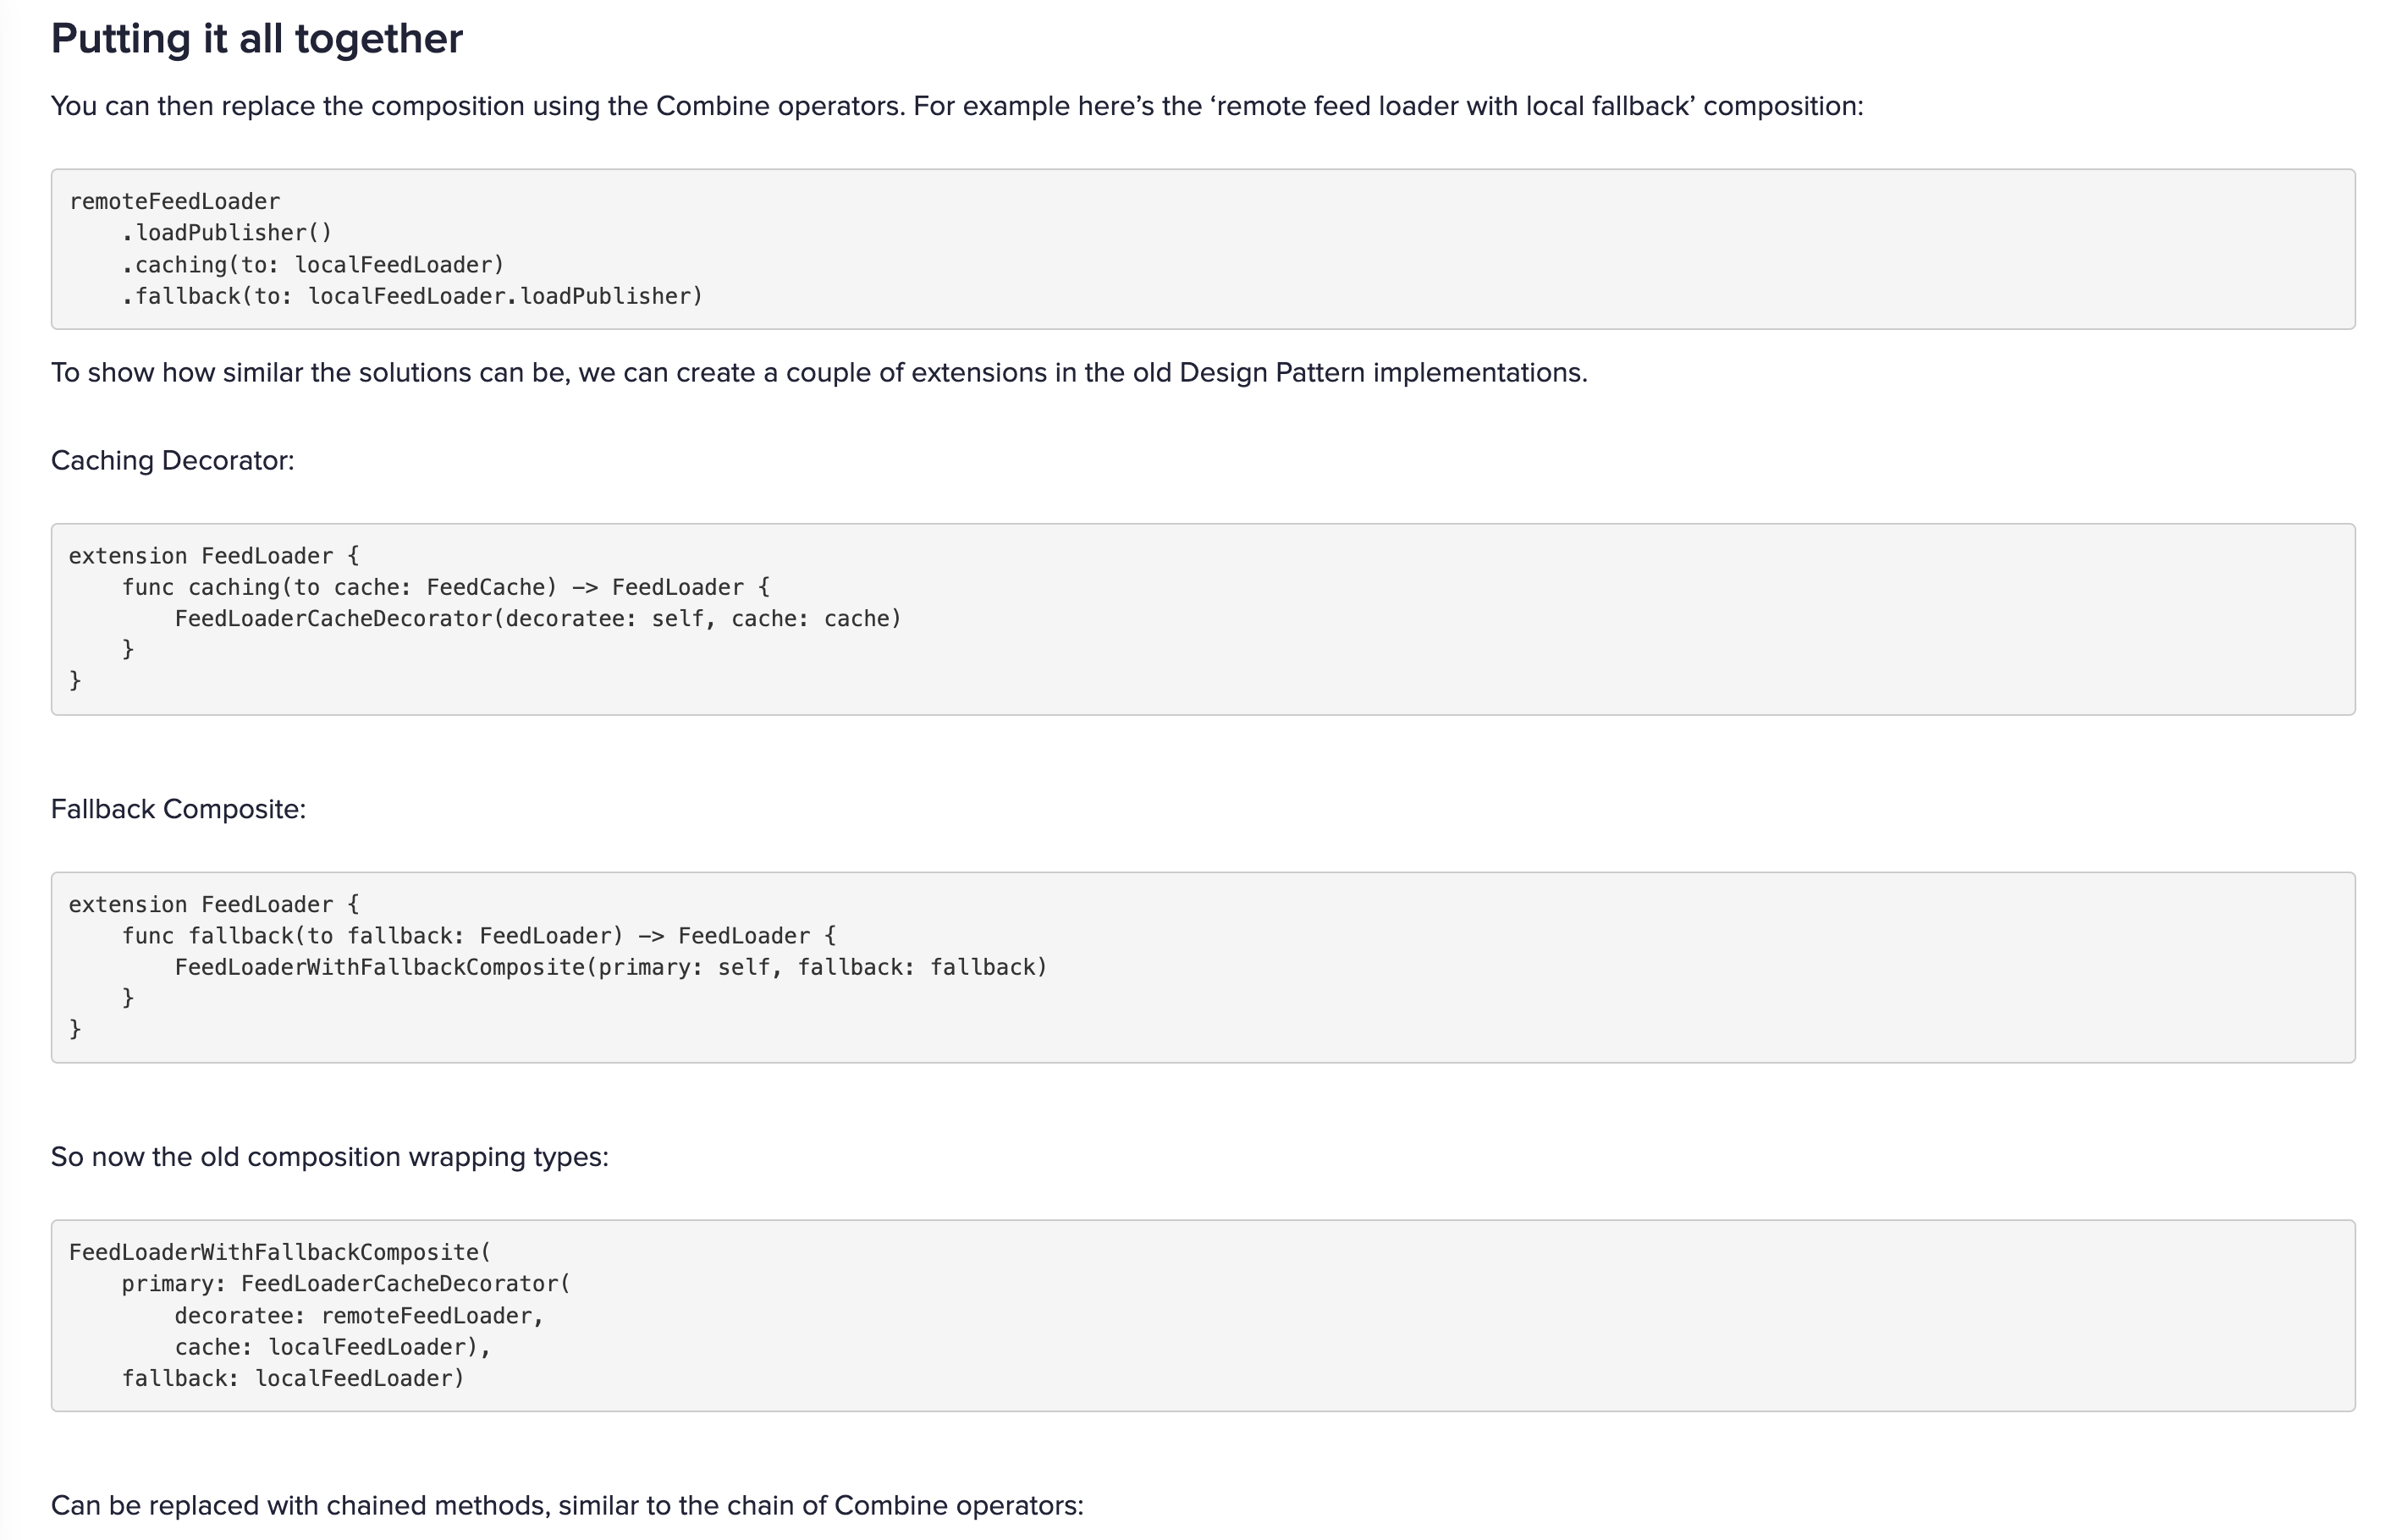 Putting it all together
You can then replace the composition using the Combine operators. For example here’s the ‘remote feed loader with local fallback’ composition:
remoteFeedLoader
    .loadPublisher()
    .caching(to: localFeedLoader)
    .fallback(to: localFeedLoader.loadPublisher)
To show how similar the solutions can be, we can create a couple of extensions in the old Design Pattern implementations.
Caching Decorator:
extension FeedLoader {
    func caching(to cache: FeedCache) -> FeedLoader {
        FeedLoaderCacheDecorator(decoratee: self, cache: cache)
    }
}
Fallback Composite:
extension FeedLoader {
    func fallback(to fallback: FeedLoader) -> FeedLoader {
        FeedLoaderWithFallbackComposite(primary: self, fallback: fallback)
    }
}
So now the old composition wrapping types:
FeedLoaderWithFallbackComposite(
    primary: FeedLoaderCacheDecorator(
        decoratee: remoteFeedLoader,
        cache: localFeedLoader),
    fallback: localFeedLoader)
Can be replaced with chained methods, similar to the chain of Combine operators: